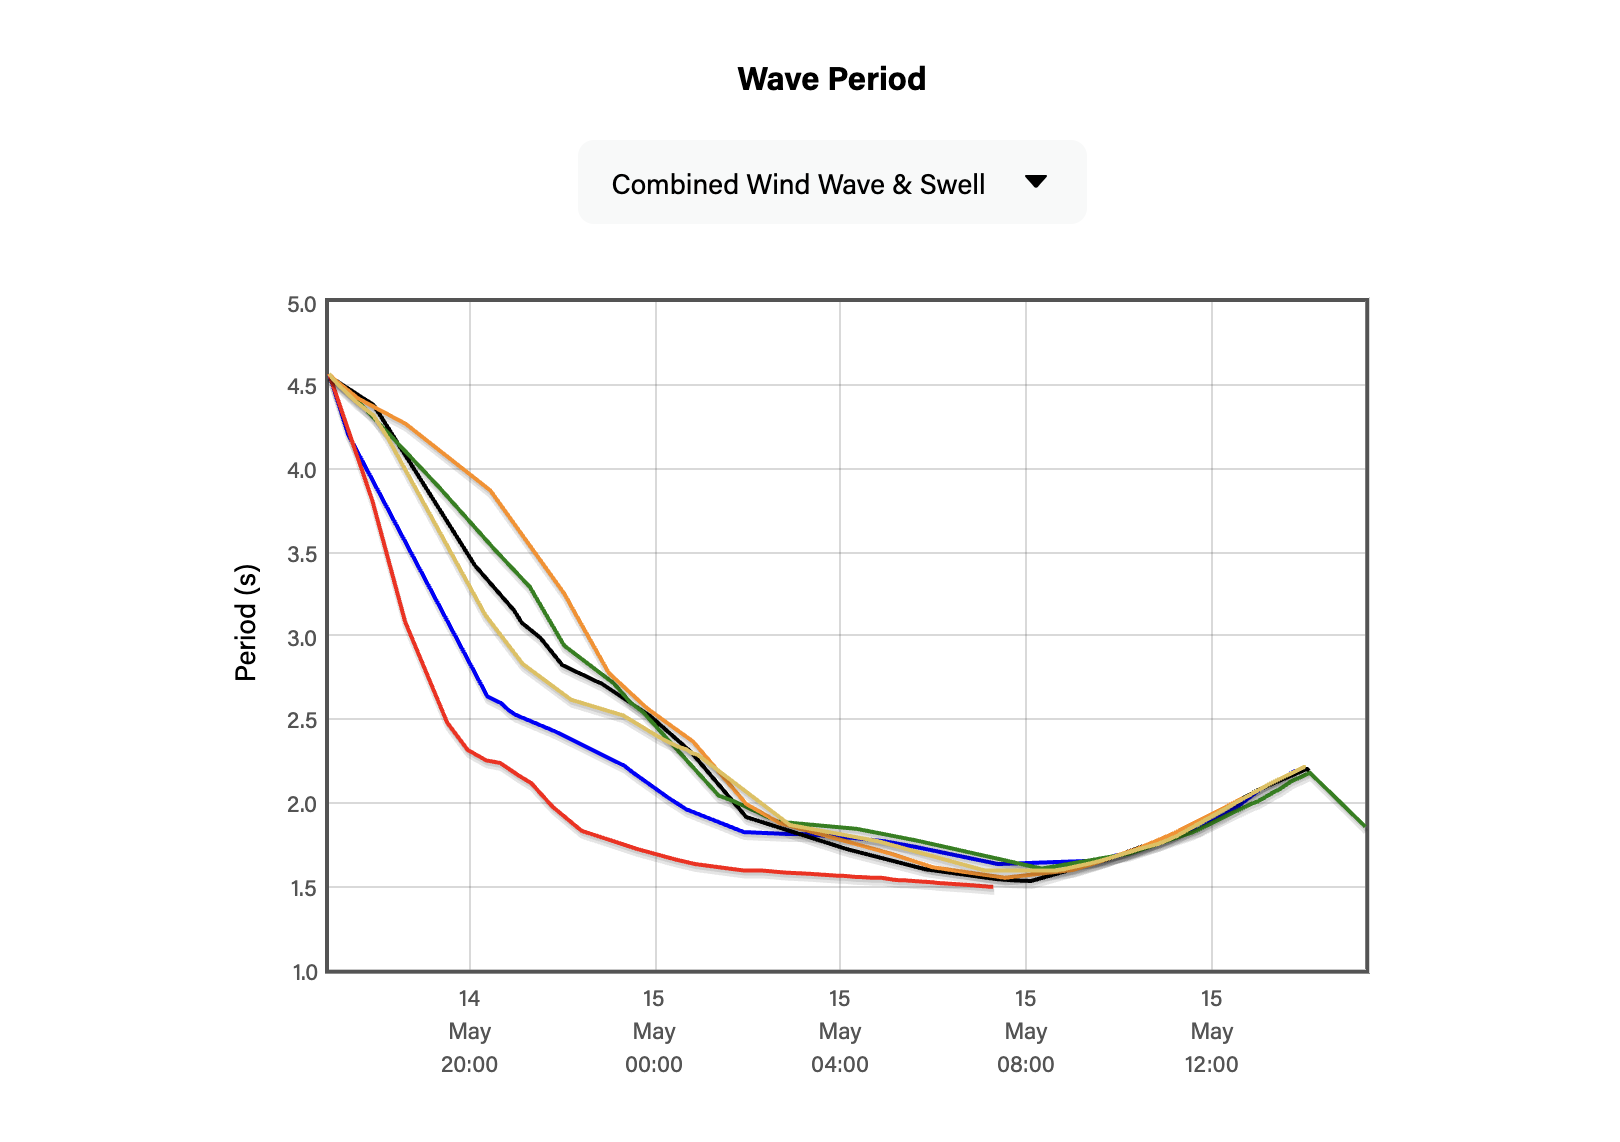 Wave Period
Combined Wind Wave & Swell
Period (s)
5.0
4.5
4.0
3.5
3.0
2.5
2.0
1.5
1.0
14 15 15 15 15
May May May May May
20:00 00:00 04:00 08:00 12:00